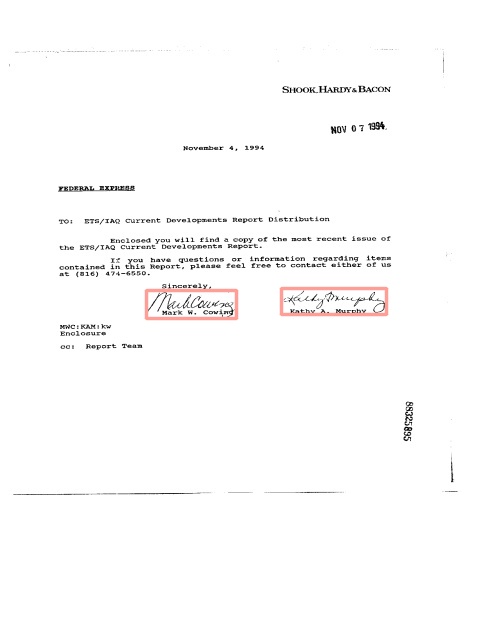 SHOOK, HARDY & BACON
NOV 07 1994.
November 4, 1994
FEDERAL EXPRESS
TO: ETS/IAQ Current Developments Report Distribution
Enclosed you will find a copy of the most recent issue of
the ETS/IAQ Current Developments Report.
If you have questions or information regarding items
contained in this Report, please feel free to contact either of us
at (816) 474-6550.
Sincerely,
Mark Cowing Kathy Murphy
Mark W. Cowing Kathy A. Murphy
MWC:KAM:kw
Enclosure
cc: Report Team
88325895